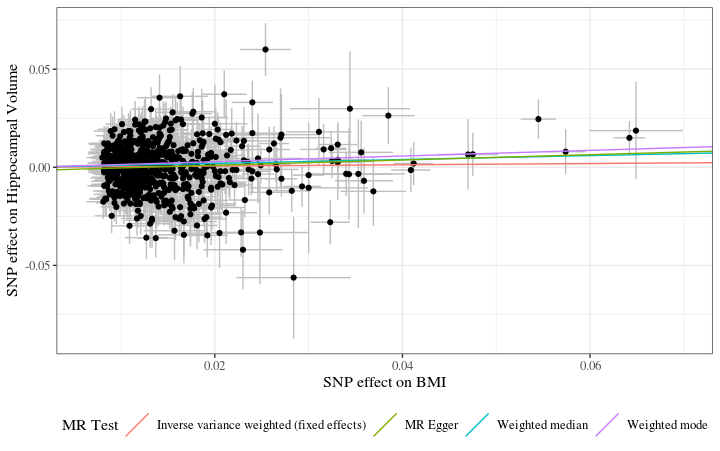 SNP effect on Hippocampal Volume
0.05
0.00
-0.05
0.02
0.04
0.06
SNP effect on BMI
MR Test Inverse variance weighted (fixed effects) MR Egger Weighted median Weighted mode